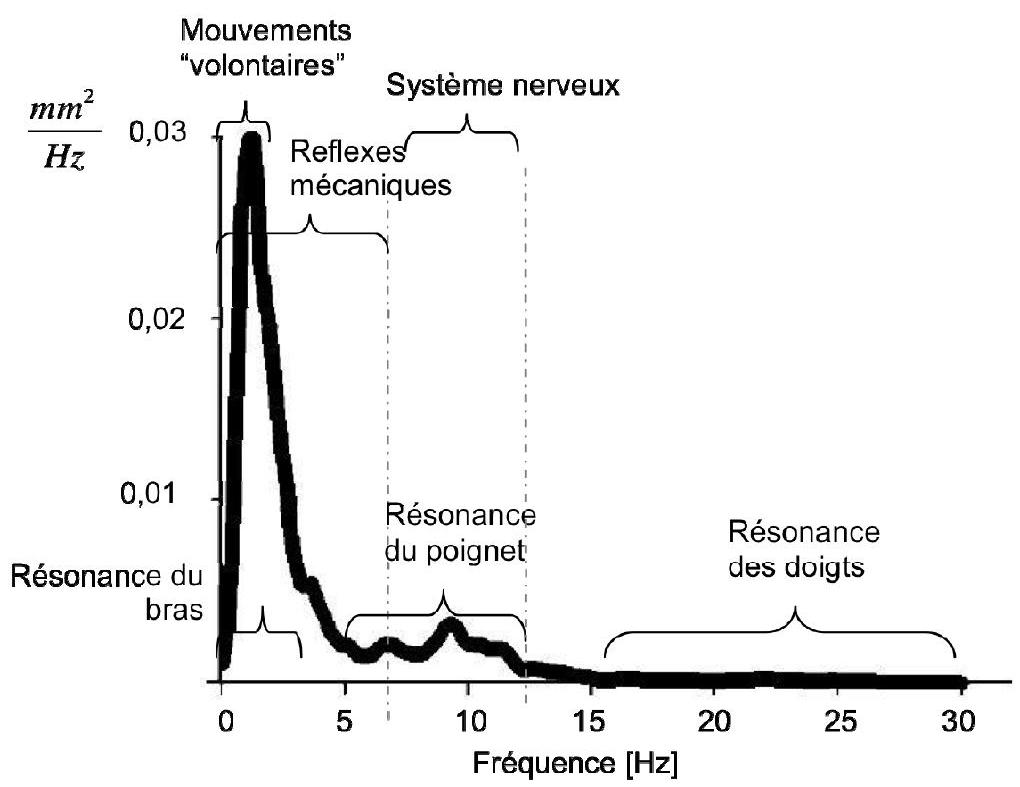 Mouvements
“volontaires”
Système nerveux
mm²
Hz
0,03
Reflexes
mécaniques
0,02
0,01
Résonance
du poignet
Résonance
des doigts
Résonance du
bras
0 5 10 15 20 25 30
Fréquence [Hz]